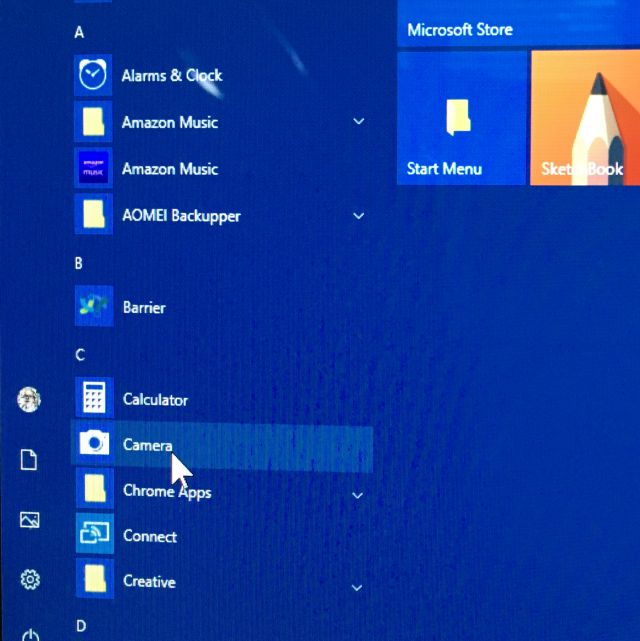 A
Alarms & Clock
Amazon Music
amazon
music
Amazon Music
AOMEI Backupper
B
Barrier
C
Calculator
Camera
Chrome Apps
Connect
Creative
D
Microsoft Store
Start Menu
SketchBook